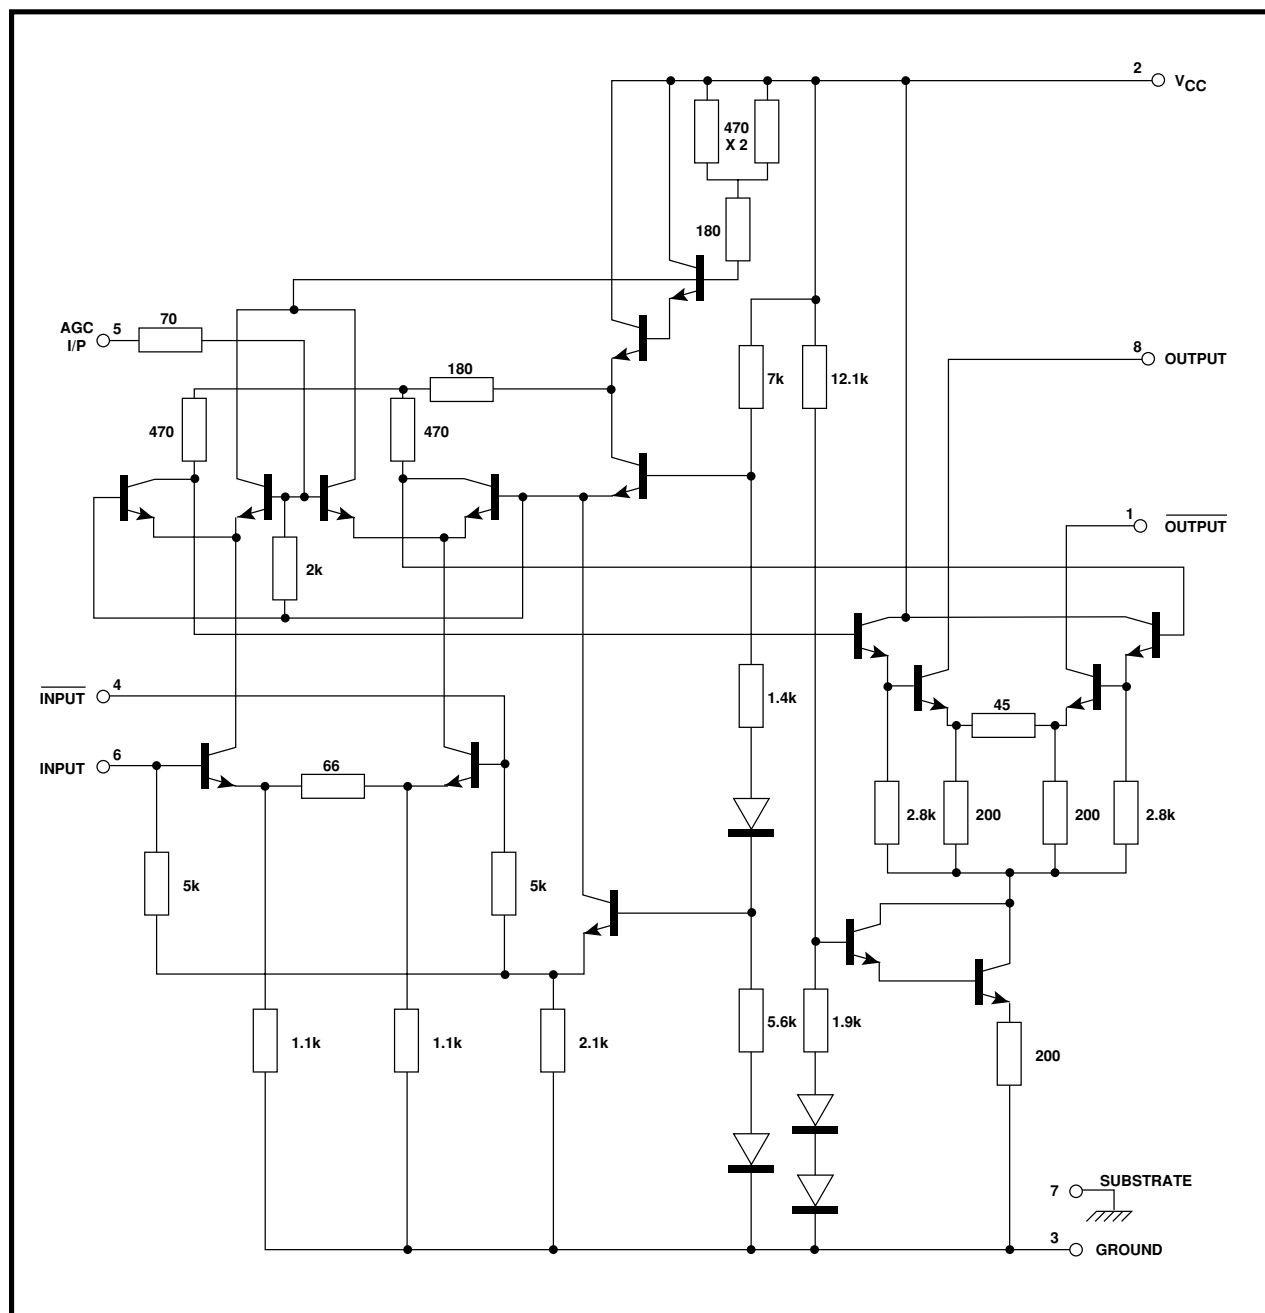 2
VCC
470
X 2
180
AGC
I/P
5
70
180
7k
12.1k
8
OUTPUT
470
470
1
OUTPUT
2k
INPUT
4
1.4k
45
INPUT
6
66
2.8k
200
200
2.8k
5k
5k
1.1k
1.1k
2.1k
5.6k
1.9k
200
7
SUBSTRATE
3
GROUND